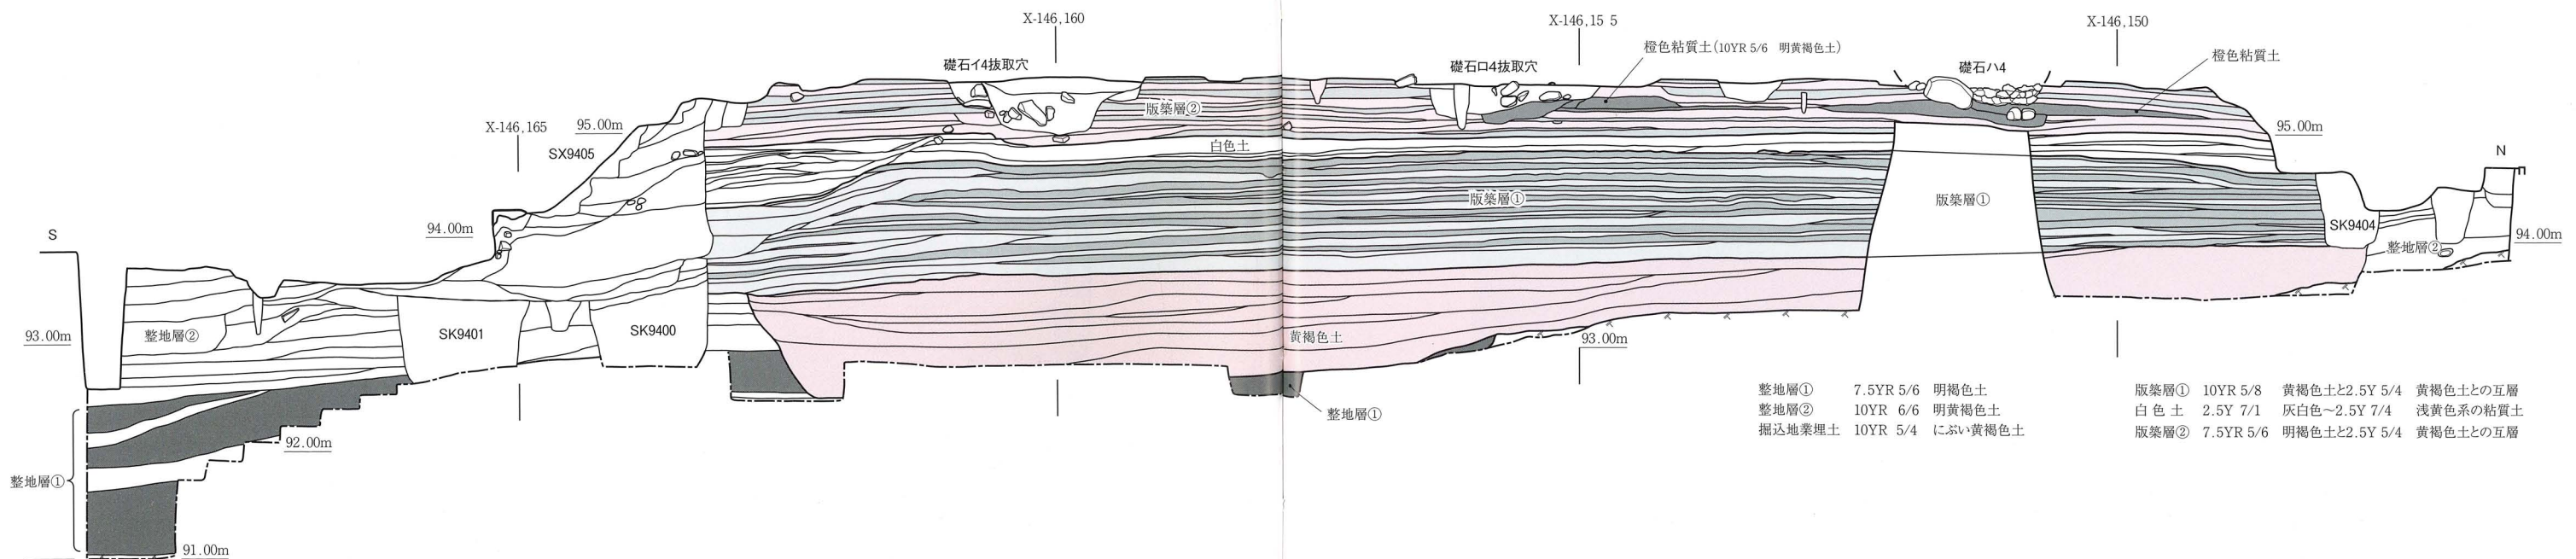 X-146,160
X-146,15 5
X-146,150
橙色粘質土(10YR 5/6 明黄褐色土)
橙色粘質土
礎石イ4抜取穴
礎石ロ4抜取穴
礎石ハ4
版築層②
X-146,165
95.00m
SX9405
白色土
95.00m
N
版築層①
版築層①
SK9404
94.00m
S
整地層②
94.00m
整地層②
SK9401
SK9400
93.00m
黄褐色土
93.00m
整地層①
92.00m
整地層①
91.00m
整地層① 7.5YR 5/6 明褐色土
整地層② 10YR 6/6 明黄褐色土
掘込地業埋土 10YR 5/4 にぶい黄褐色土
版築層① 10YR 5/8 黄褐色土と2.5Y 5/4 黄褐色土との互層
白 色 土 2.5Y 7/1 灰白色～2.5Y 7/4 浅黄色系の粘質土
版築層② 7.5YR 5/6 明褐色土と2.5Y 5/4 黄褐色土との互層